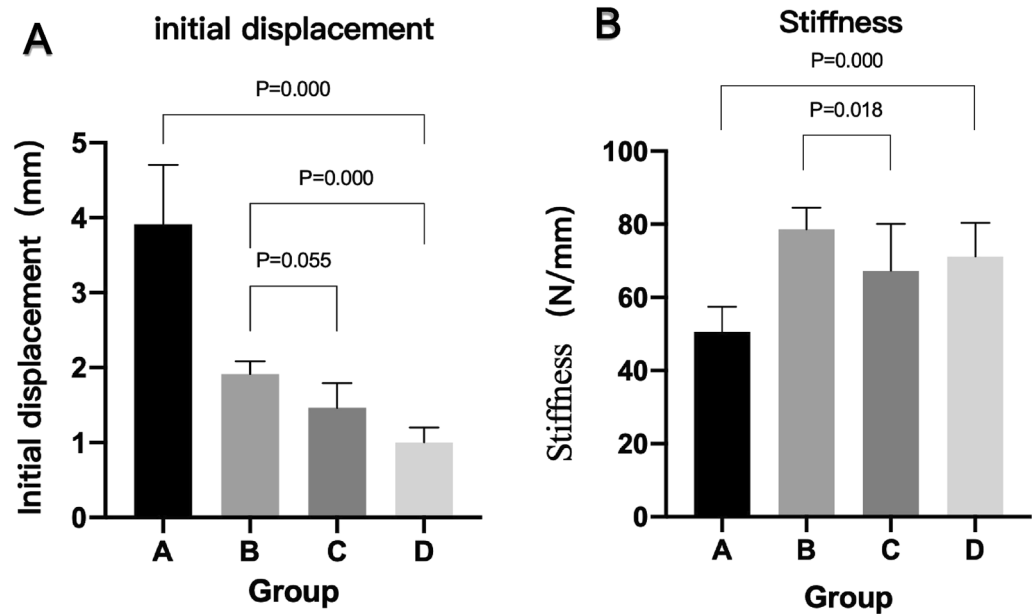 A
initial displacement
P=0.000
P=0.000
P=0.055
Initial displacement (mm)
5
4
3
2
1
0
A B C D
Group
B
Stiffness
P=0.000
P=0.018
Stiffness (N/mm)
100
80
60
40
20
0
A B C D
Group